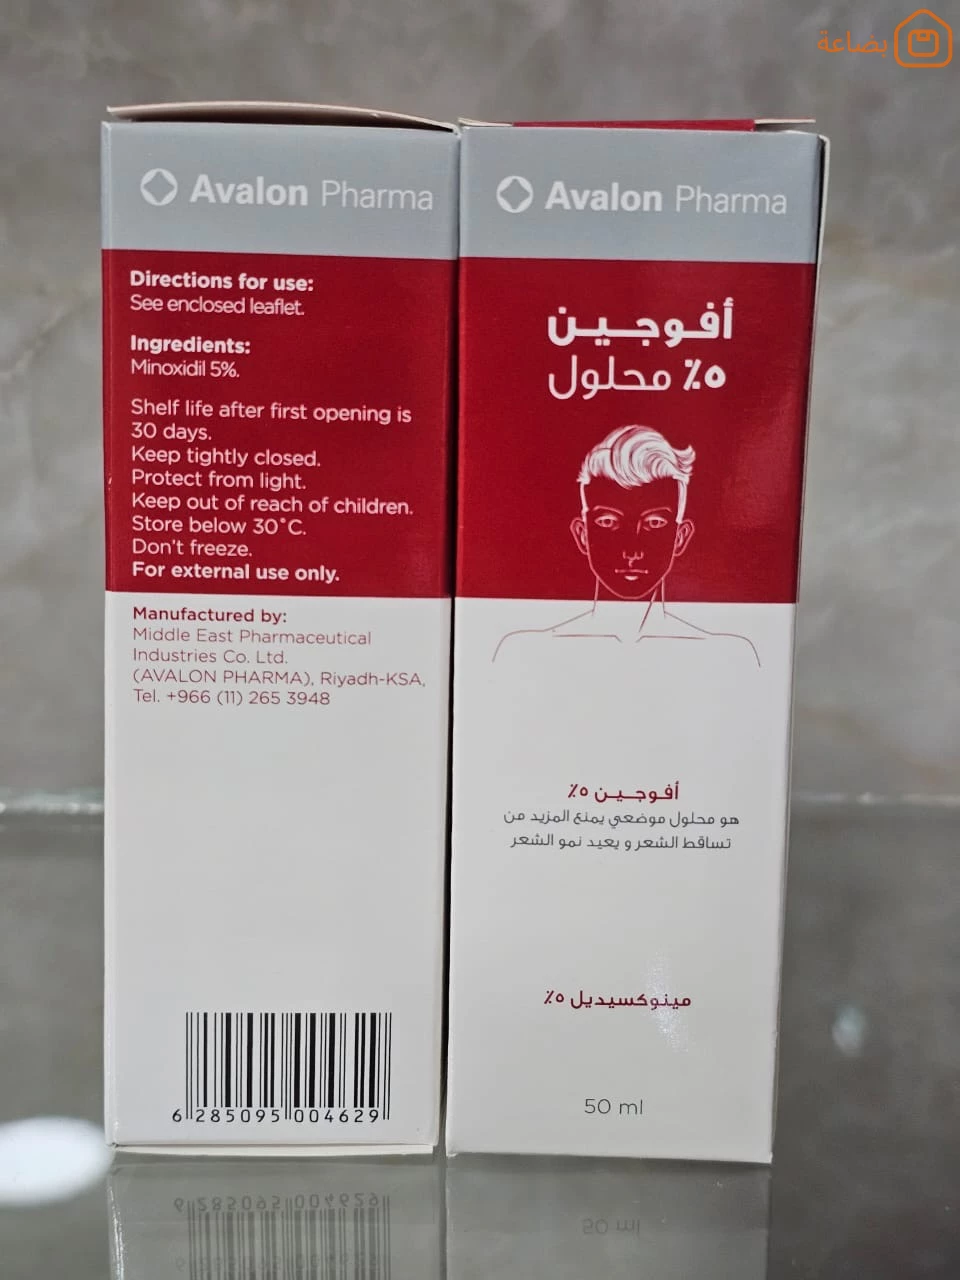 بضاعة
Avalon Pharma
Directions for use:
See enclosed leaflet.
Ingredients:
Minoxidil 5%.
Shelf life after first opening is
30 days.
Keep tightly closed.
Protect from light.
Keep out of reach of children.
Store below 30°C.
Don't freeze.
For external use only.
Manufactured by:
Middle East Pharmaceutical
Industries Co. Ltd.
(AVALON PHARMA), Riyadh-KSA,
Tel. +966 (11) 265 3948
6 285095 004629
Avalon Pharma
أفوجين
٥٪ محلول
أفوجين ٥٪
هو محلول موضعي يمنع المزيد من
تساقط الشعر و يعيد نمو الشعر
مينوكسيديل ٥٪
50 ml